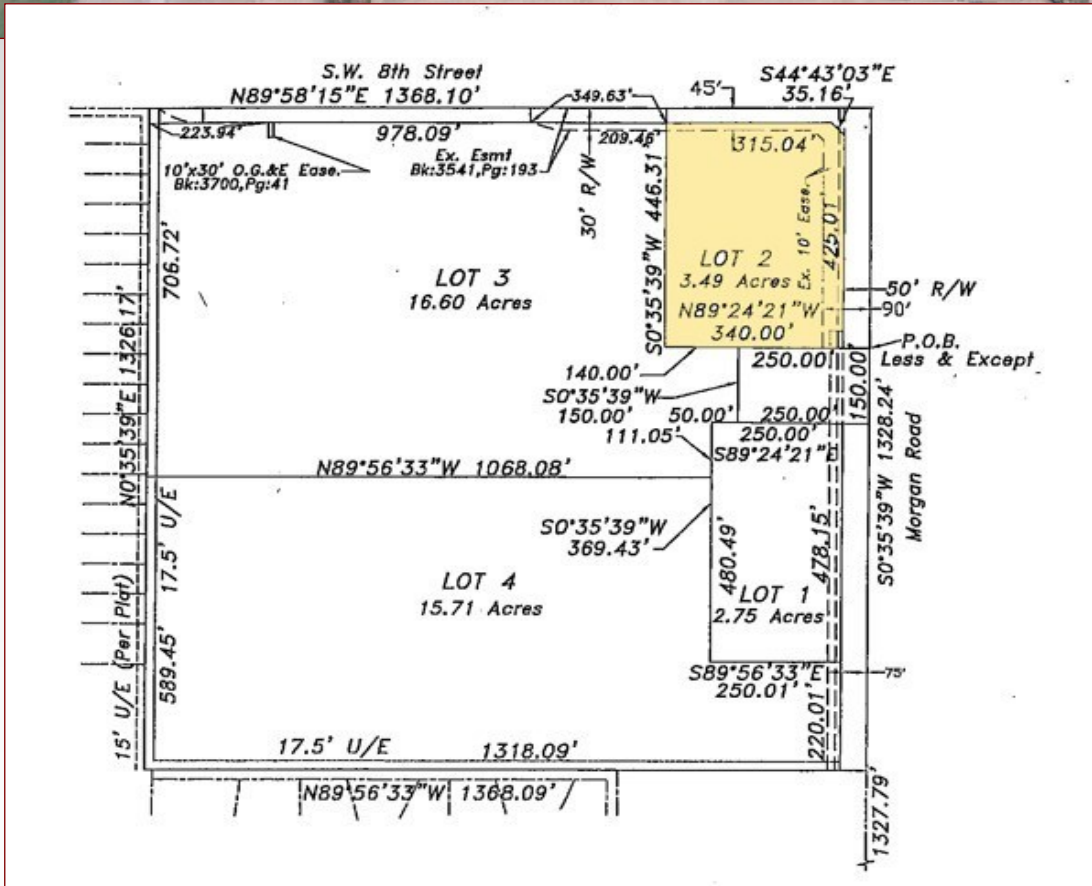 S.W. 8th Street
N89°58'15"E 1368.10'
S44°43'03"E
35.16'
45'
349.63'
223.94'
978.09'
209.46'
315.04'
10'x30' O.G.&E Ease.
Bk:3700,Pg:41
Ex. Esmt
Bk:3541,Pg:193
30' R/W
S0°35'39"W 446.31'
Ex. 10' Ease.
425.01'
706.72'
LOT 3
16.60 Acres
LOT 2
3.49 Acres
N89°24'21"W
340.00'
50' R/W
90'
P.O.B.
Less & Except
N0°35'39"E 1326.17'
140.00'
250.00'
S0°35'39"W
150.00'
50.00'
250.00'
150.00'
111.05'
250.00'
S89°24'21"E
N89°56'33"W 1068.08'
S0°35'39"W 1328.24'
Morgan Road
17.5' U/E
S0°35'39"W
369.43'
480.49'
478.15'
LOT 4
15.71 Acres
LOT 1
2.75 Acres
15' U/E (Per Plat)
589.45'
S89°56'33"E
250.01'
75'
220.01'
17.5' U/E
1318.09'
N89°56'33"W 1368.09'
1327.79'